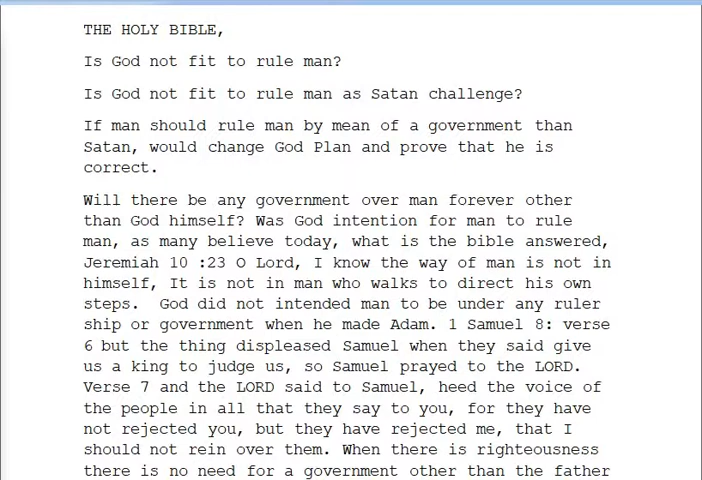 THE HOLY BIBLE,
Is God not fit to rule man?
Is God not fit to rule man as Satan challenge?
If man should rule man by mean of a government than
Satan, would change God Plan and prove that he is
correct.
Will there be any government over man forever other
than God himself? Was God intention for man to rule
man, as many believe today, what is the bible answered,
Jeremiah 10 :23 O Lord, I know the way of man is not in
himself, It is not in man who walks to direct his own
steps.  God did not intended man to be under any ruler
ship or government when he made Adam. 1 Samuel 8: verse
6 but the thing displeased Samuel when they said give
us a king to judge us, so Samuel prayed to the LORD.
Verse 7 and the LORD said to Samuel, heed the voice of
the people in all that they say to you, for they have
not rejected you, but they have rejected me, that I
should not rein over them. When there is righteousness
there is no need for a government other than the father